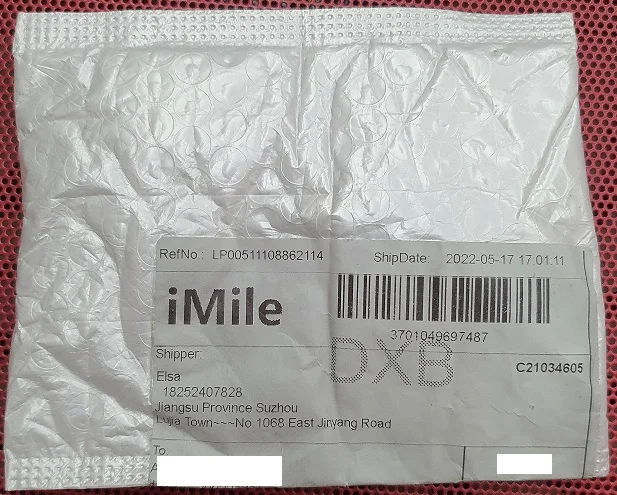 RefNo.: LP00511108862114 ShipDate: 2022-05-17 17:01:11
iMile
3701049697487
DXB
C21034605
Shipper:
Elsa
18252407828
Jiangsu Province Suzhou
Lujia Town~~~No 1068 East Jinyang Road
To.
A